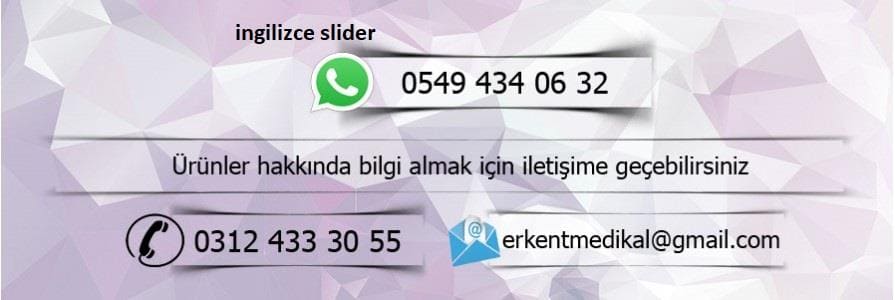 ingilizce slider
0549 434 06 32
Ürünler hakkında bilgi almak için iletişime geçebilirsiniz
0312 433 30 55
@
erkentmedikal@gmail.com